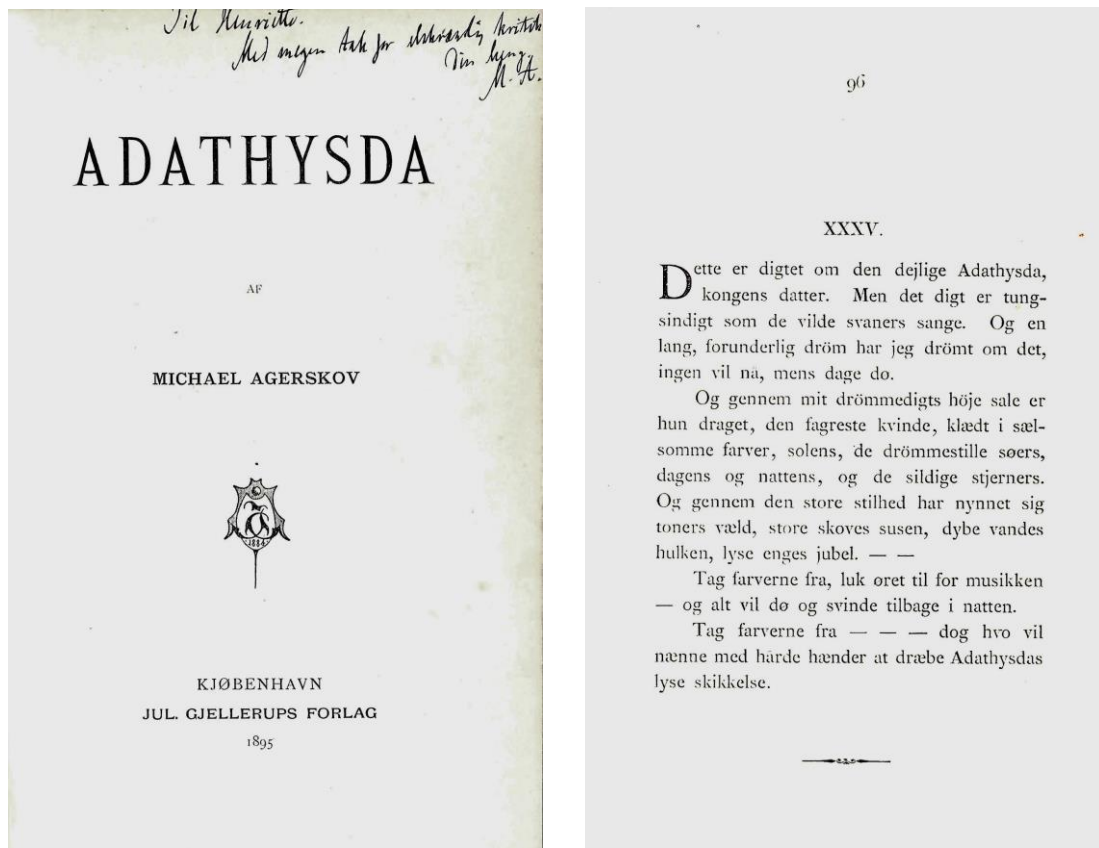 Til Henriette.
Med megen tak for elskværdig kritik
Din heng.
M. A.
ADATHYSDA
AF
MICHAEL AGERSKOV
1884
KJØBENHAVN
JUL. GJELLERUPS FORLAG
1895
96
XXXV.
Dette er digtet om den dejlige Adathysda,
kongens datter. Men det digt er tung-
sindigt som de vilde svaners sange. Og en
lang, forunderlig dröm har jeg drömt om det,
ingen vil nå, mens dage do.
Og gennem mit drömmedigts höje sale er
hun draget, den fagreste kvinde, klædt i sæl-
somme farver, solens, de drömmestille søers,
dagens og nattens, og de sildige stjerners.
Og gennem den store stilhed har nynnet sig
toners væld, store skoves susen, dybe vandes
hulken, lyse enges jubel. — —
Tag farverne fra, luk øret til for musikken
— og alt vil dø og svinde tilbage i natten.
Tag farverne fra — — — dog hvo vil
nænne med hårde hænder at dræbe Adathysdas
lyse skikkelse.